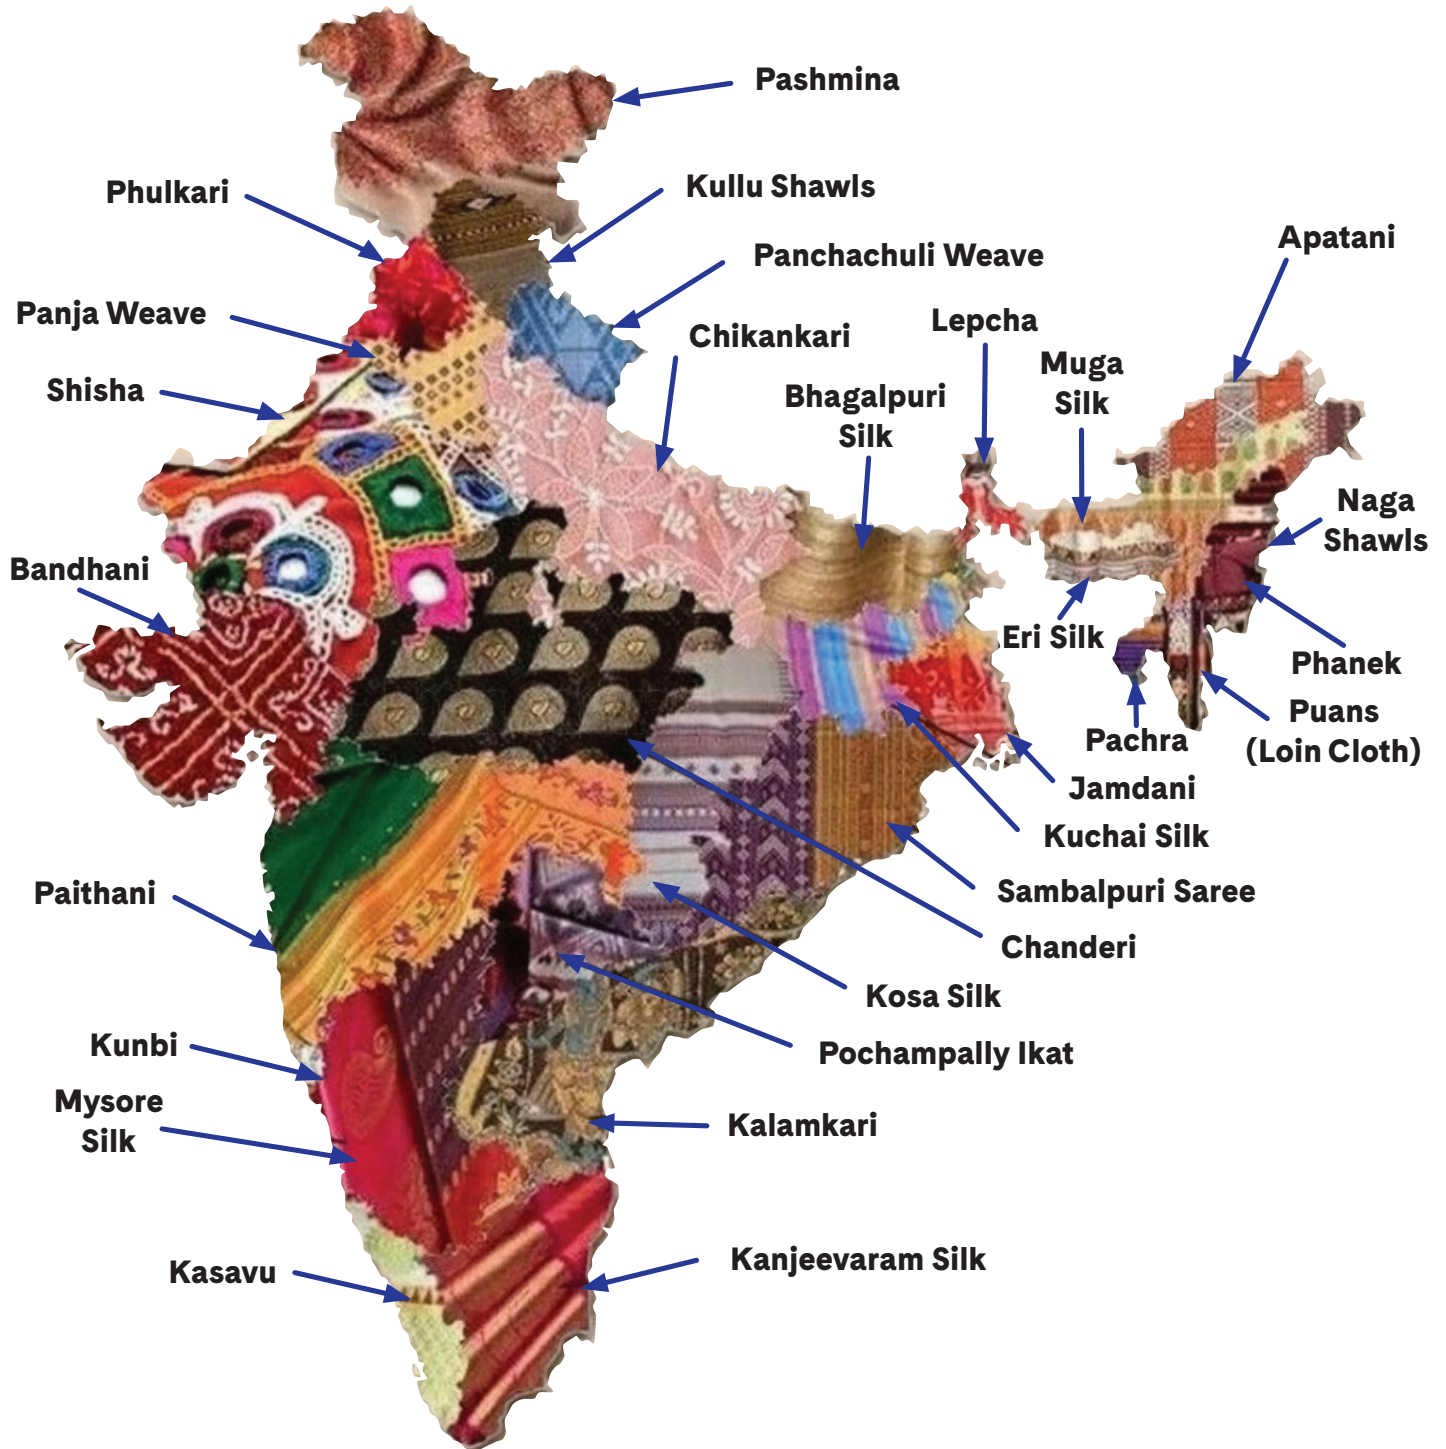 Pashmina
Phulkari
Kullu Shawls
Apatani
Panchachuli Weave
Panja Weave
Lepcha
Chikankari
Muga
Silk
Shisha
Bhagalpuri
Silk
Naga
Shawls
Bandhani
Eri Silk
Phanek
Puans
(Loin Cloth)
Pachra
Jamdani
Kuchai Silk
Sambalpuri Saree
Paithani
Chanderi
Kosa Silk
Kunbi
Pochampally Ikat
Mysore
Silk
Kalamkari
Kanjeevaram Silk
Kasavu